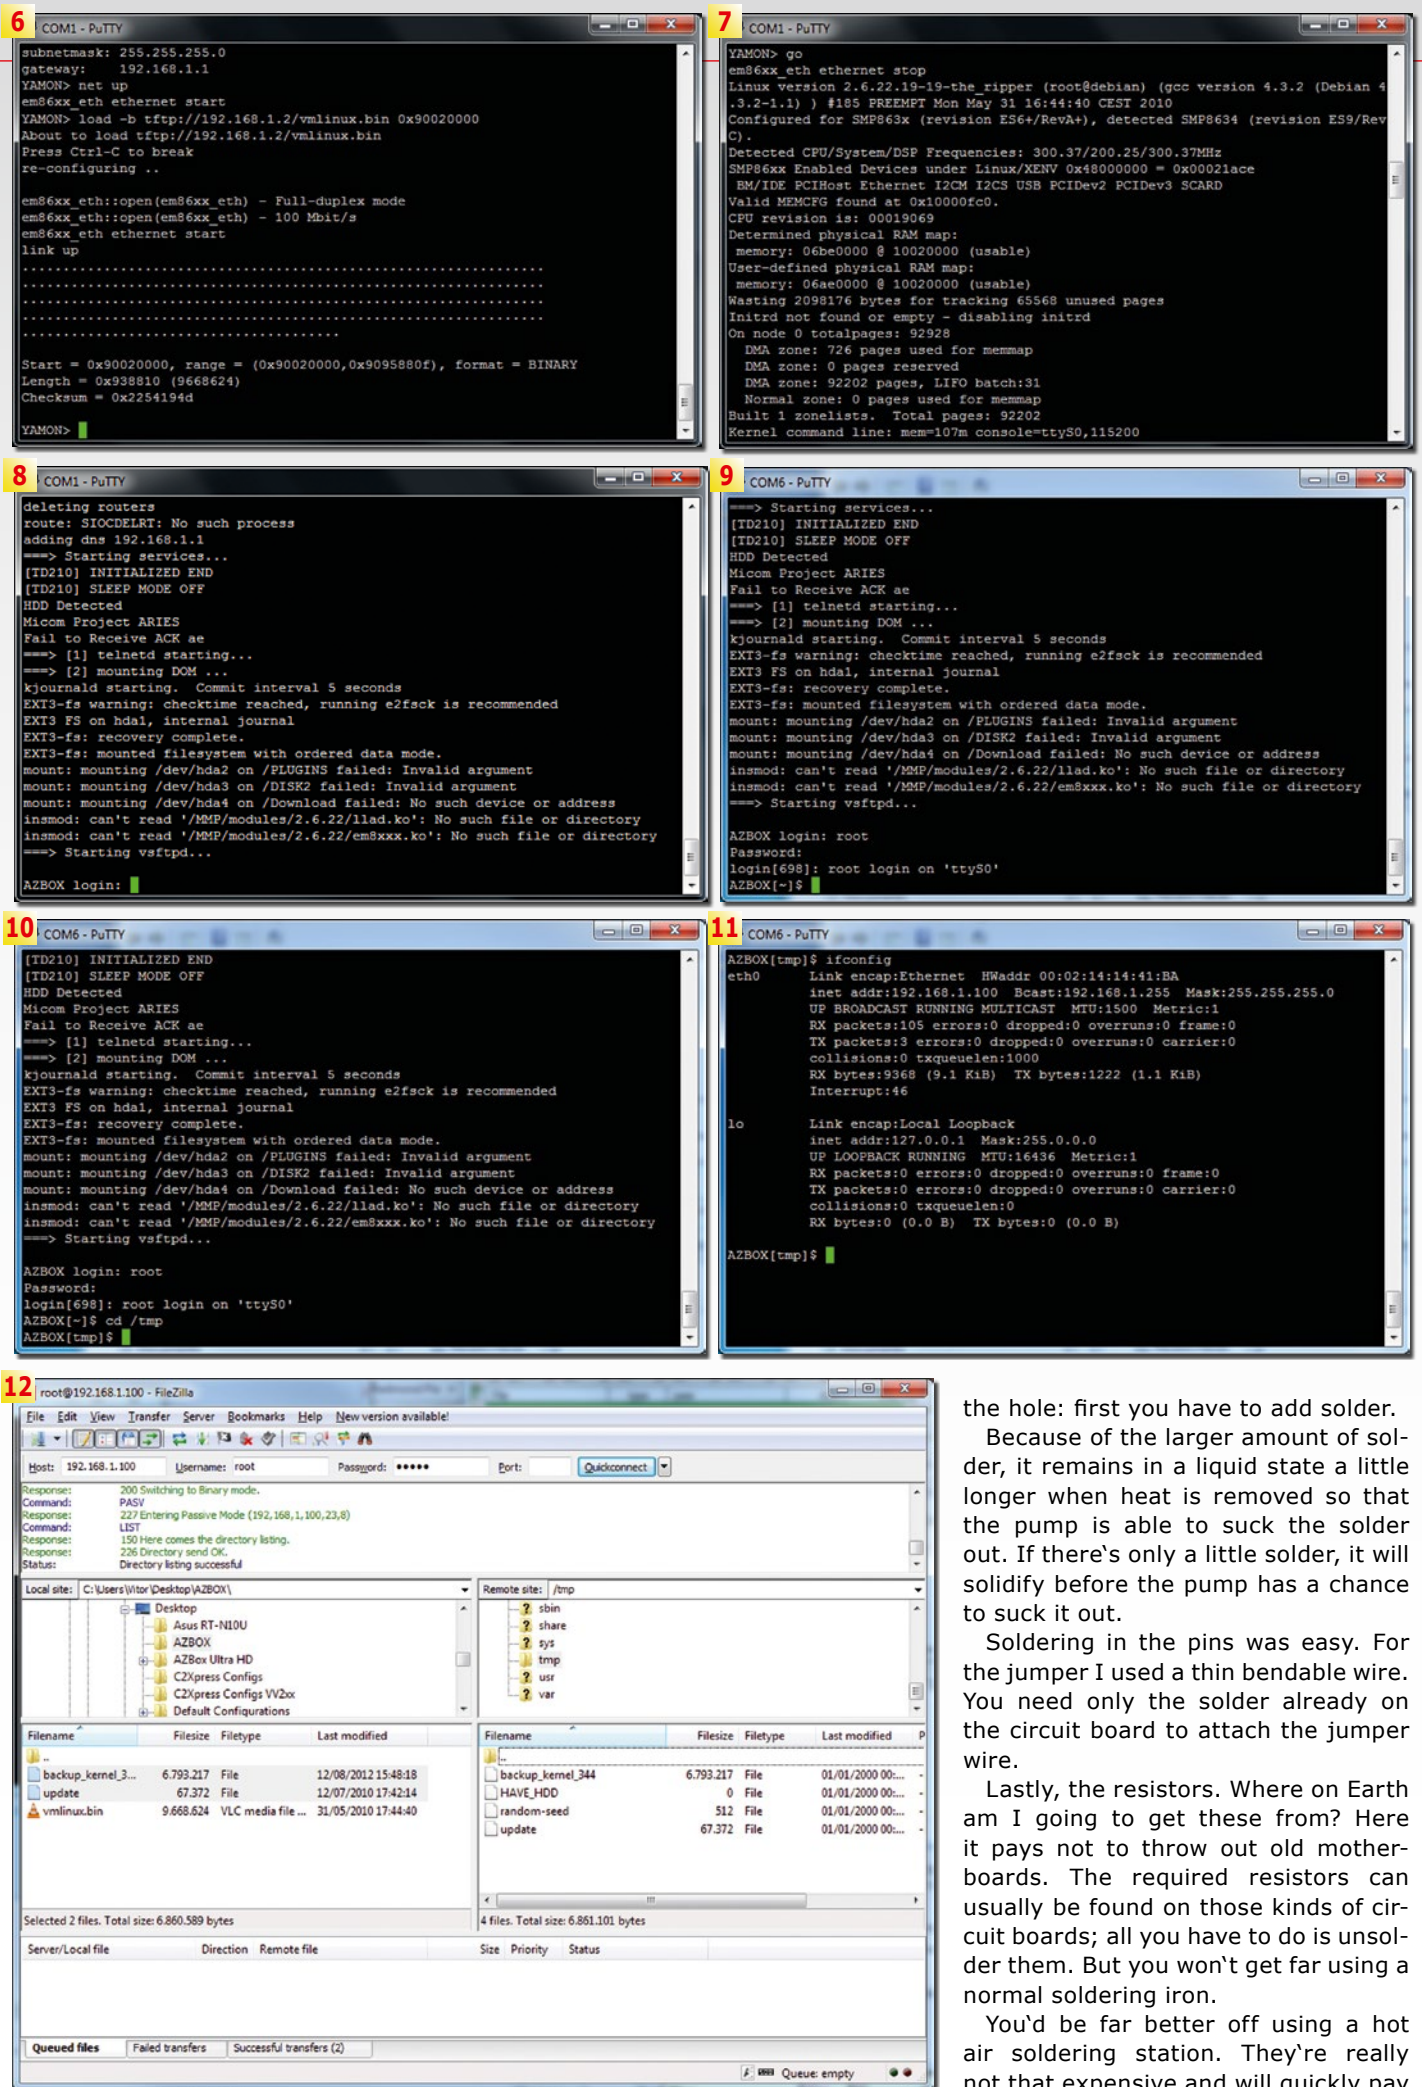 6
COM1 - PuTTY
subnetmask: 255.255.255.0
gateway:    192.168.1.1
YAMON> net up
em86xx_eth ethernet start
YAMON> load -b tftp://192.168.1.2/vmlinux.bin 0x90020000
About to load tftp://192.168.1.2/vmlinux.bin
Press Ctrl-C to break
re-configuring ..
em86xx_eth::open(em86xx_eth) - Full-duplex mode
em86xx_eth::open(em86xx_eth) - 100 Mbit/s
em86xx_eth ethernet start
link up
Start = 0x90020000, range = (0x90020000,0x9095880f), format = BINARY
Length = 0x938810 (9668624)
Checksum = 0x2254194d
YAMON>
7
COM1 - PuTTY
YAMON> go
em86xx_eth ethernet stop
Linux version 2.6.22.19-19-the_ripper (root@debian) (gcc version 4.3.2 (Debian 4
.3.2-1.1) ) #185 PREEMPT Mon May 31 16:44:40 CEST 2010
Configured for SMP863x (revision ES6+/RevA+), detected SMP8634 (revision ES9/Rev
C).
Detected CPU/System/DSP Frequencies: 300.37/200.25/300.37MHz
SMP86xx Enabled Devices under Linux/XENV 0x48000000 = 0x00021ace
BM/IDE PCIHost Ethernet I2CM I2CS USB PCIDev2 PCIDev3 SCARD
Valid MEMCFG found at 0x10000fc0.
CPU revision is: 00019069
Determined physical RAM map:
memory: 06be0000 @ 10020000 (usable)
User-defined physical RAM map:
memory: 06ae0000 @ 10020000 (usable)
Wasting 2098176 bytes for tracking 65568 unused pages
Initrd not found or empty - disabling initrd
On node 0 totalpages: 92928
DMA zone: 726 pages used for memmap
DMA zone: 0 pages reserved
DMA zone: 92202 pages, LIFO batch:31
Normal zone: 0 pages used for memmap
Built 1 zonelists.  Total pages: 92202
Kernel command line: mem=107m console=ttyS0,115200
8
COM1 - PuTTY
deleting routers
route: SIOCDELRT: No such process
adding dns 192.168.1.1
===> Starting services...
[TD210] INITIALIZED END
[TD210] SLEEP MODE OFF
HDD Detected
Micom Project ARIES
Fail to Receive ACK ae
===> [1] telnetd starting...
===> [2] mounting DOM ...
kjournald starting.  Commit interval 5 seconds
EXT3-fs warning: checktime reached, running e2fsck is recommended
EXT3 FS on hda1, internal journal
EXT3-fs: recovery complete.
EXT3-fs: mounted filesystem with ordered data mode.
mount: mounting /dev/hda2 on /PLUGINS failed: Invalid argument
mount: mounting /dev/hda3 on /DISK2 failed: Invalid argument
mount: mounting /dev/hda4 on /Download failed: No such device or address
insmod: can't read '/MMP/modules/2.6.22/llad.ko': No such file or directory
insmod: can't read '/MMP/modules/2.6.22/em8xxx.ko': No such file or directory
===> Starting vsftpd...
AZBOX login:
9
COM6 - PuTTY
===> Starting services...
[TD210] INITIALIZED END
[TD210] SLEEP MODE OFF
HDD Detected
Micom Project ARIES
Fail to Receive ACK ae
===> [1] telnetd starting...
===> [2] mounting DOM ...
kjournald starting.  Commit interval 5 seconds
EXT3-fs warning: checktime reached, running e2fsck is recommended
EXT3 FS on hda1, internal journal
EXT3-fs: recovery complete.
EXT3-fs: mounted filesystem with ordered data mode.
mount: mounting /dev/hda2 on /PLUGINS failed: Invalid argument
mount: mounting /dev/hda3 on /DISK2 failed: Invalid argument
mount: mounting /dev/hda4 on /Download failed: No such device or address
insmod: can't read '/MMP/modules/2.6.22/llad.ko': No such file or directory
insmod: can't read '/MMP/modules/2.6.22/em8xxx.ko': No such file or directory
===> Starting vsftpd...
AZBOX login: root
Password:
login[698]: root login on 'ttyS0'
AZBOX[~]$
10
COM6 - PuTTY
[TD210] INITIALIZED END
[TD210] SLEEP MODE OFF
HDD Detected
Micom Project ARIES
Fail to Receive ACK ae
===> [1] telnetd starting...
===> [2] mounting DOM ...
kjournald starting.  Commit interval 5 seconds
EXT3-fs warning: checktime reached, running e2fsck is recommended
EXT3 FS on hda1, internal journal
EXT3-fs: recovery complete.
EXT3-fs: mounted filesystem with ordered data mode.
mount: mounting /dev/hda2 on /PLUGINS failed: Invalid argument
mount: mounting /dev/hda3 on /DISK2 failed: Invalid argument
mount: mounting /dev/hda4 on /Download failed: No such device or address
insmod: can't read '/MMP/modules/2.6.22/llad.ko': No such file or directory
insmod: can't read '/MMP/modules/2.6.22/em8xxx.ko': No such file or directory
===> Starting vsftpd...
AZBOX login: root
Password:
login[698]: root login on 'ttyS0'
AZBOX[~]$ cd /tmp
AZBOX[tmp]$
11
COM6 - PuTTY
AZBOX[tmp]$ ifconfig
eth0      Link encap:Ethernet  HWaddr 00:02:14:14:41:BA
inet addr:192.168.1.100  Bcast:192.168.1.255  Mask:255.255.255.0
UP BROADCAST RUNNING MULTICAST  MTU:1500  Metric:1
RX packets:105 errors:0 dropped:0 overruns:0 frame:0
TX packets:3 errors:0 dropped:0 overruns:0 carrier:0
collisions:0 txqueuelen:1000
RX bytes:9368 (9.1 KiB)  TX bytes:1222 (1.1 KiB)
Interrupt:46
lo        Link encap:Local Loopback
inet addr:127.0.0.1  Mask:255.0.0.0
UP LOOPBACK RUNNING  MTU:16436  Metric:1
RX packets:0 errors:0 dropped:0 overruns:0 frame:0
TX packets:0 errors:0 dropped:0 overruns:0 carrier:0
collisions:0 txqueuelen:0
RX bytes:0 (0.0 B)  TX bytes:0 (0.0 B)
AZBOX[tmp]$
12
root@192.168.1.100 - FileZilla
File Edit View Transfer Server Bookmarks Help New version available!
Host: 192.168.1.100 Username: root Password: ●●●●● Port: Quickconnect
Response: 200 Switching to Binary mode.
Command: PASV
Response: 227 Entering Passive Mode (192,168,1,100,23,8)
Command: LIST
Response: 150 Here comes the directory listing.
Response: 226 Directory send OK.
Status: Directory listing successful
Local site: C:\Users\Vitor\Desktop\AZBOX\
Desktop
Asus RT-N10U
AZBOX
AZBox Ultra HD
C2Xpress Configs
C2Xpress Configs VV2xx
Default Configurations
Remote site: /tmp
sbin
share
sys
tmp
usr
var
Filename Filesize Filetype Last modified
..
backup_kernel_3... 6.793.217 File 12/08/2012 15:48:18
update 67.372 File 12/07/2010 17:42:14
vmlinux.bin 9.668.624 VLC media file ... 31/05/2010 17:44:40
Selected 2 files. Total size: 6.860.589 bytes
Filename Filesize Filetype Last modified P
..
backup_kernel_344 6.793.217 File 01/01/2000 00:... -
HAVE_HDD 0 File 01/01/2000 00:... -
random-seed 512 File 01/01/2000 00:... -
update 67.372 File 01/01/2000 00:... -
4 files. Total size: 6.861.101 bytes
Server/Local file Direction Remote file Size Priority Status
Queued files Failed transfers Successful transfers (2)
Queue: empty
the hole: first you have to add solder.
Because of the larger amount of sol-
der, it remains in a liquid state a little
longer when heat is removed so that
the pump is able to suck the solder
out. If there‘s only a little solder, it will
solidify before the pump has a chance
to suck it out.
Soldering in the pins was easy. For
the jumper I used a thin bendable wire.
You need only the solder already on
the circuit board to attach the jumper
wire.
Lastly, the resistors. Where on Earth
am I going to get these from? Here
it pays not to throw out old mother-
boards. The required resistors can
usually be found on those kinds of cir-
cuit boards; all you have to do is unsol-
der them. But you won‘t get far using a
normal soldering iron.
You‘d be far better off using a hot
air soldering station. They‘re really
not that expensive and will quickly pay